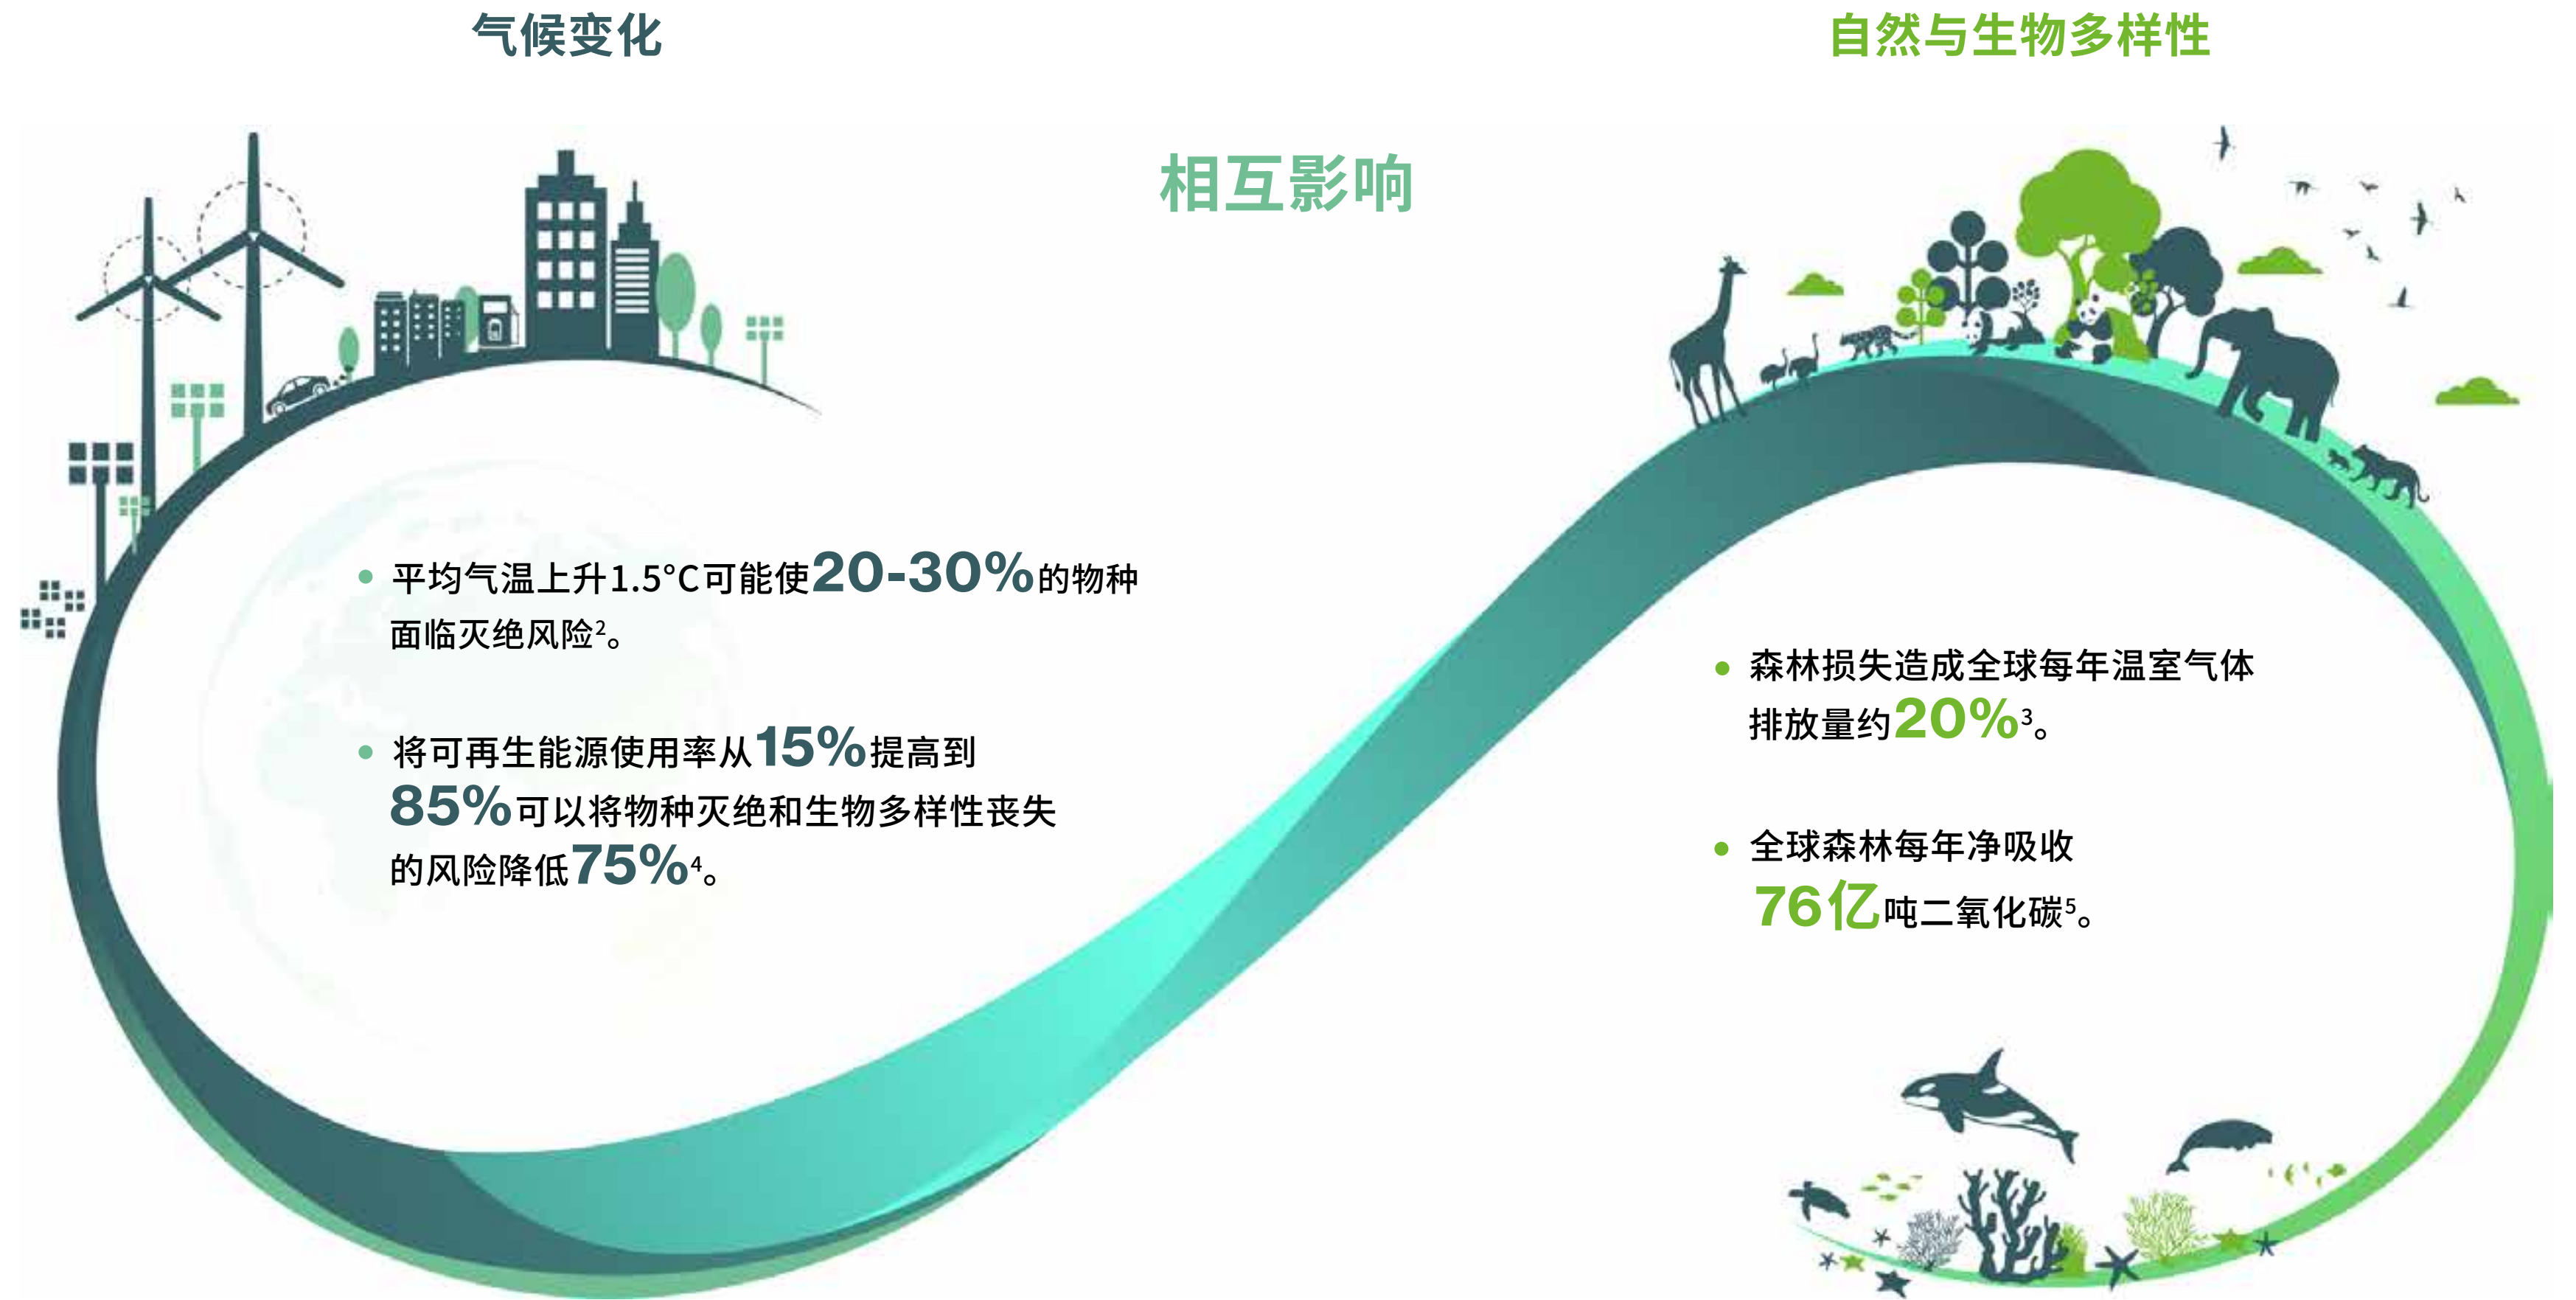 气候变化
自然与生物多样性
相互影响
• 平均气温上升1.5°C可能使20-30%的物种
面临灭绝风险²。
• 将可再生能源使用率从15%提高到
85%可以将物种灭绝和生物多样性丧失
的风险降低75%⁴。
• 森林损失造成全球每年温室气体
排放量约20%³。
• 全球森林每年净吸收
76亿吨二氧化碳⁵。